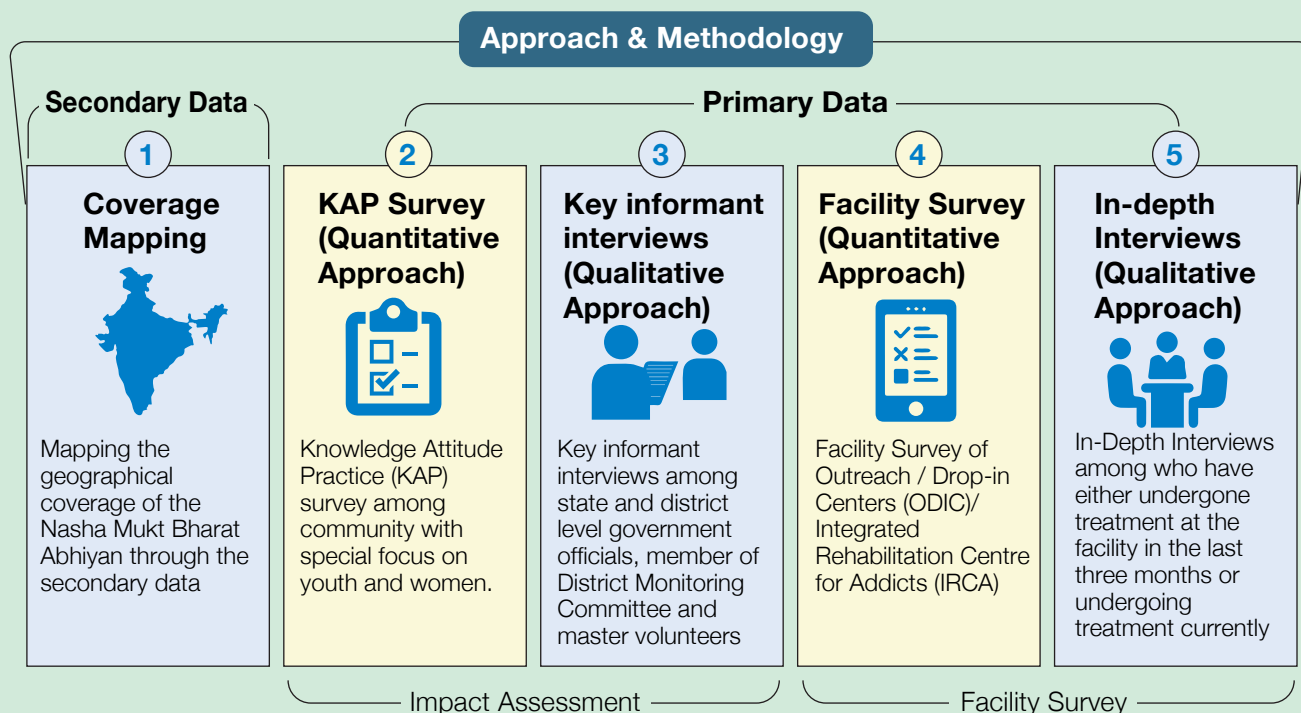 Approach & Methodology
Secondary Data
Primary Data
1
Coverage
Mapping
Mapping the
geographical
coverage of the
Nasha Mukt Bharat
Abhiyan through the
secondary data
2
KAP Survey
(Quantitative
Approach)
Knowledge Attitude
Practice (KAP)
survey among
community with
special focus on
youth and women.
3
Key informant
interviews
(Qualitative
Approach)
Key informant
interviews among
state and district
level government
officials, member of
District Monitoring
Committee and
master volunteers
4
Facility Survey
(Quantitative
Approach)
Facility Survey of
Outreach / Drop-in
Centers (ODIC)/
Integrated
Rehabilitation Centre
for Addicts (IRCA)
5
In-depth
Interviews
(Qualitative
Approach)
In-Depth Interviews
among who have
either undergone
treatment at the
facility in the last
three months or
undergoing
treatment currently
Impact Assessment
Facility Survey